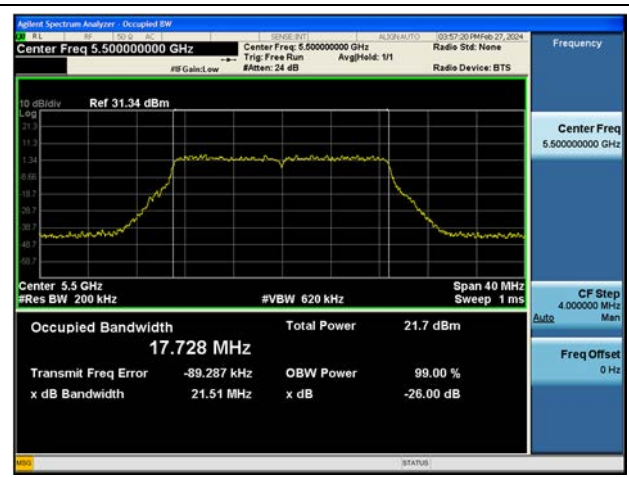 Agilent Spectrum Analyzer - Occupied BW
RL RF 50 Ω AC SENSE:INT ALIGN AUTO 03:57:20 PM Feb 27, 2024
Center Freq 5.500000000 GHz
Center Freq: 5.500000000 GHz
Radio Std: None
Trig: Free Run Avg|Hold: 1/1
#IFGain:Low
#Atten: 24 dB
Radio Device: BTS
Frequency
10 dB/div Ref 31.34 dBm
Log
21.3
11.3
1.34
-8.66
-18.7
-28.7
-38.7
-48.7
-58.7
Center 5.5 GHz
Span 40 MHz
#Res BW 200 kHz
#VBW 620 kHz
Sweep 1 ms
Occupied Bandwidth
Total Power 21.7 dBm
17.728 MHz
Transmit Freq Error -89.287 kHz
OBW Power 99.00 %
x dB Bandwidth 21.51 MHz
x dB -26.00 dB
Center Freq
5.500000000 GHz
CF Step
4.000000 MHz
Auto Man
Freq Offset
0 Hz
MSG
STATUS